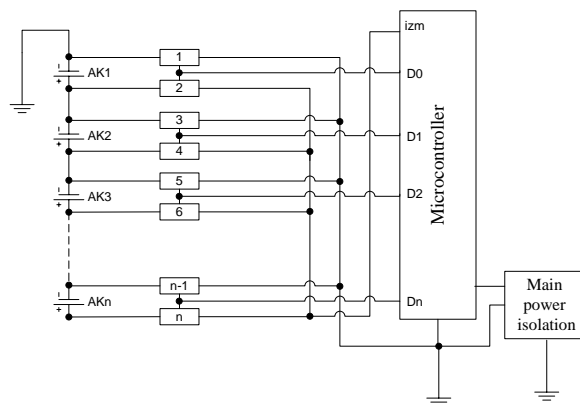 izm
1
AK1
D0
2
3
AK2
D1
4
5
AK3
D2
6
Microcontroller
n-1
AKn
Dn
n
Main
power
isolation